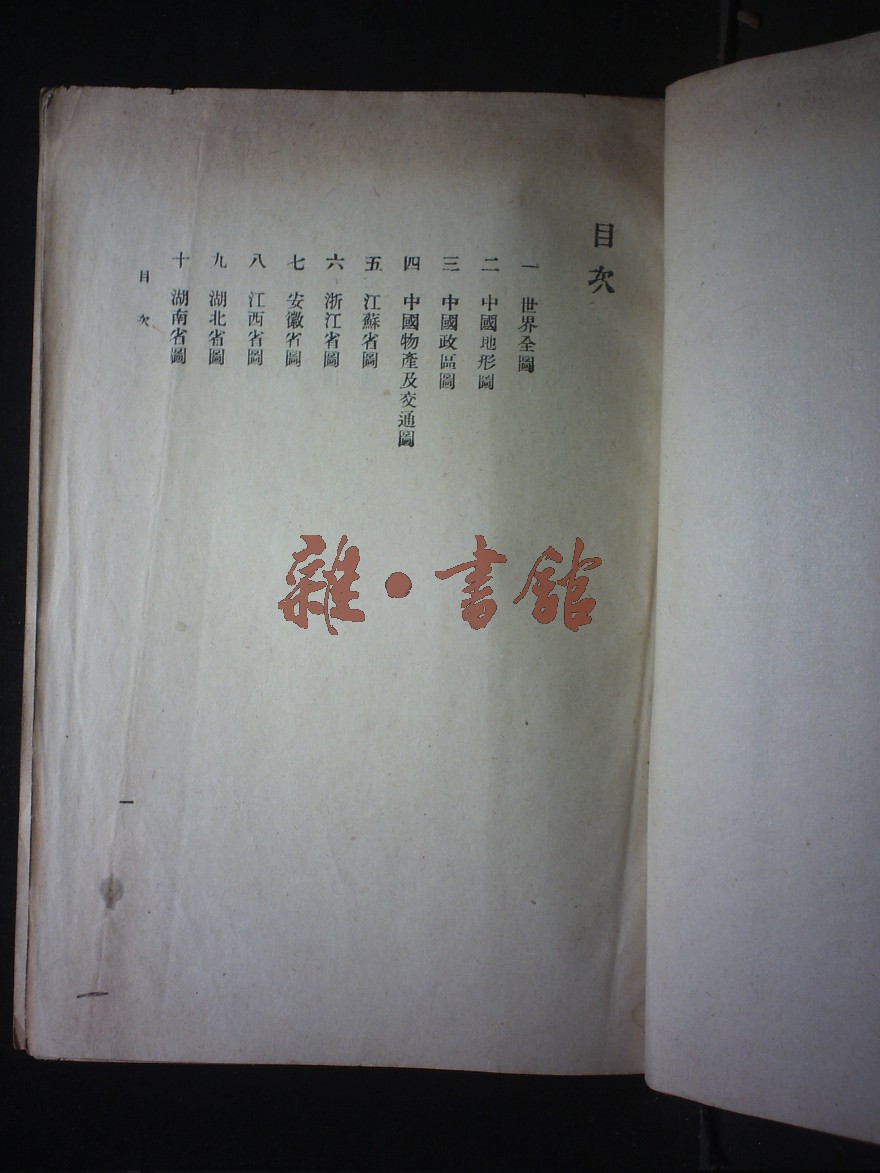 目次
一 世界全圖
二 中國地形圖
三 中國政區圖
四 中國物產及交通圖
五 江蘇省圖
六 浙江省圖
七 安徽省圖
八 江西省圖
九 湖北省圖
十 湖南省圖
目次
一
雜·書館